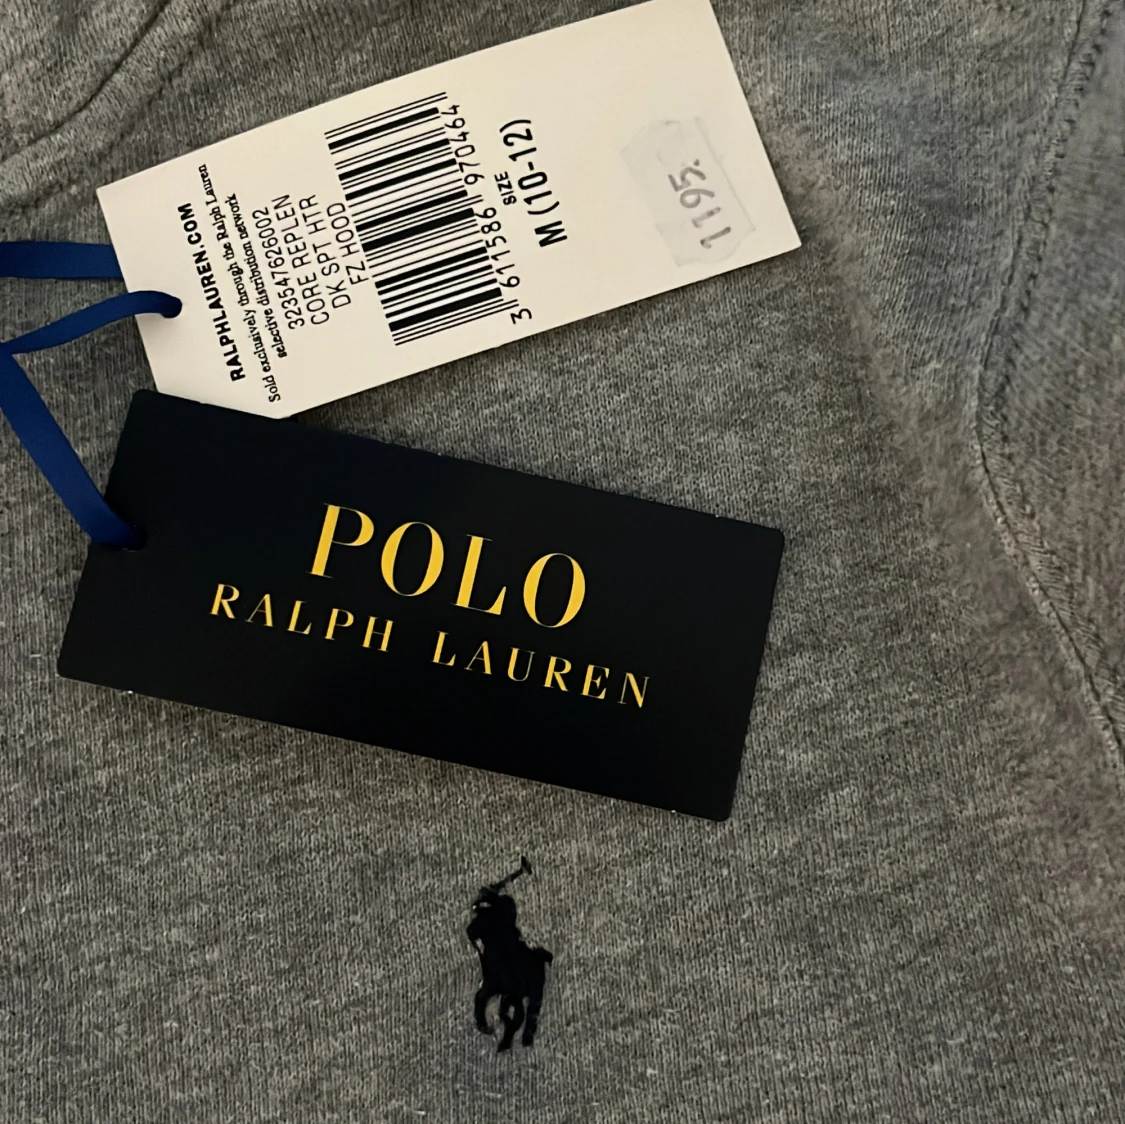 RALPHLAUREN.COM
Sold exclusively through the Ralph Lauren
selective distribution network
323547626002
CORE REPLEN
DK SPT HTR
FZ HOOD
3 611586 970464
SIZE
M (10-12)
1195.
POLO
RALPH LAUREN